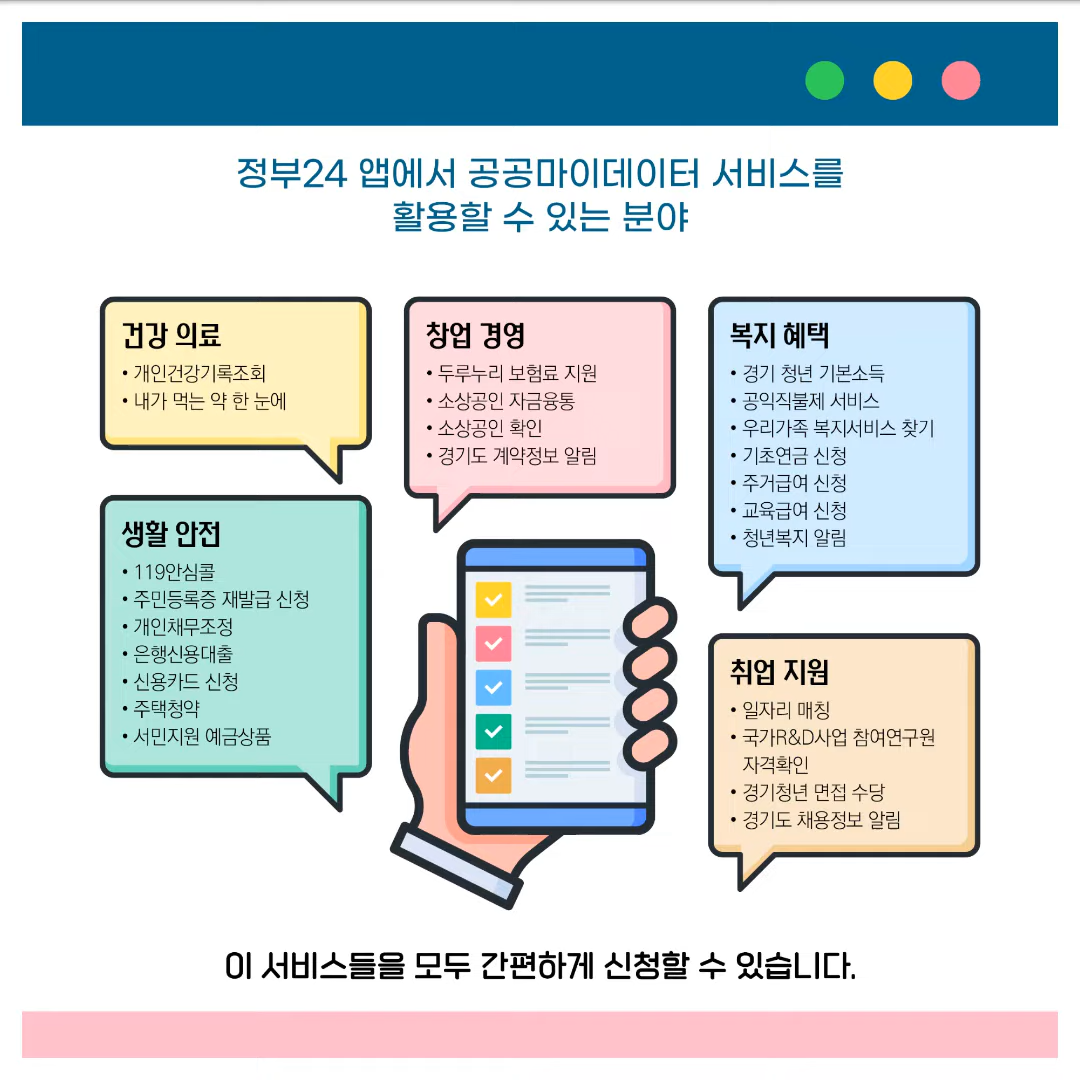 정부24 앱에서 공공마이데이터 서비스를
활용할 수 있는 분야
건강 의료
• 개인건강기록조회
• 내가 먹는 약 한 눈에
창업 경영
• 두루누리 보험료 지원
• 소상공인 자금융통
• 소상공인 확인
• 경기도 계약정보 알림
복지 혜택
• 경기 청년 기본소득
• 공익직불제 서비스
• 우리가족 복지서비스 찾기
• 기초연금 신청
• 주거급여 신청
• 교육급여 신청
• 청년복지 알림
생활 안전
• 119안심콜
• 주민등록증 재발급 신청
• 개인채무조정
• 은행신용대출
• 신용카드 신청
• 주택청약
• 서민지원 예금상품
취업 지원
• 일자리 매칭
• 국가R&D사업 참여연구원
자격확인
• 경기청년 면접 수당
• 경기도 채용정보 알림
이 서비스들을 모두 간편하게 신청할 수 있습니다.